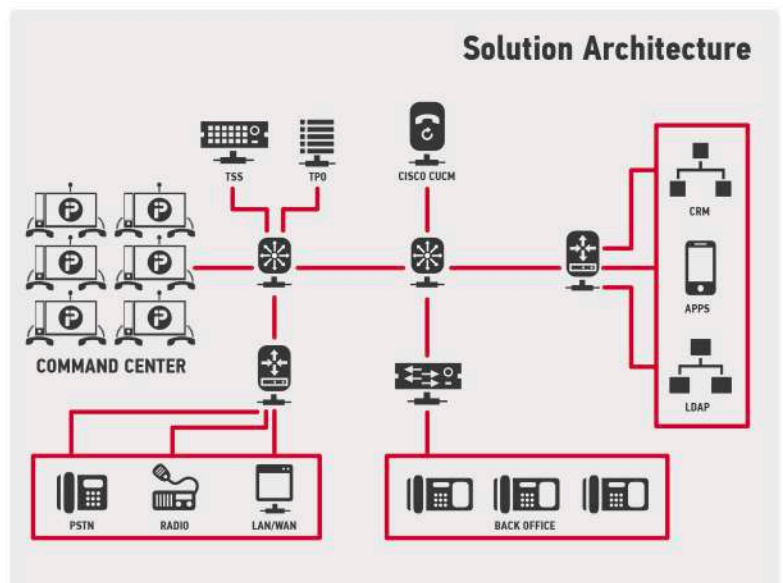 Solution Architecture
TSS
TPO
CISCO CUCM
CRM
APPS
LDAP
COMMAND CENTER
PSTN
RADIO
LAN/WAN
BACK OFFICE